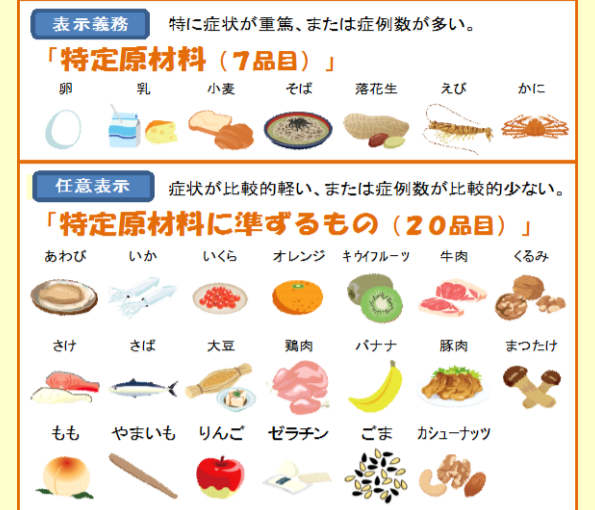 表示義務 特に症状が重篤、または症例数が多い。
「特定原材料(7品目)」
卵 乳 小麦 そば 落花生 えび かに
任意表示 症状が比較的軽い、または症例数が比較的少ない。
「特定原材料に準ずるもの(20品目)」
あわび いか いくら オレンジ キウイフルーツ 牛肉 くるみ
さけ さば 大豆 鶏肉 バナナ 豚肉 まつたけ
もも やまいも りんご ゼラチン ごま カシューナッツ